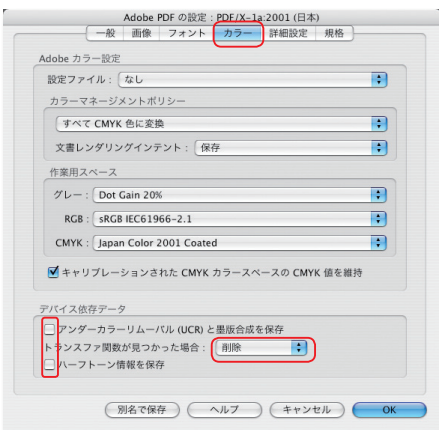 Adobe PDF の設定 : PDF/X-1a:2001 (日本)
一般 画像 フォント カラー 詳細設定 規格
Adobe カラー設定
設定ファイル : なし
カラーマネージメントポリシー
すべて CMYK 色に変換
文書レンダリングインテント : 保存
作業用スペース
グレー : Dot Gain 20%
RGB : sRGB IEC61966-2.1
CMYK : Japan Color 2001 Coated
キャリブレーションされた CMYK カラースペースの CMYK 値を維持
デバイス依存データ
アンダーカラーリムーバル (UCR) と墨版合成を保存
トランスファ関数が見つかった場合 : 削除
ハーフトーン情報を保存
別名で保存 ヘルプ キャンセル OK